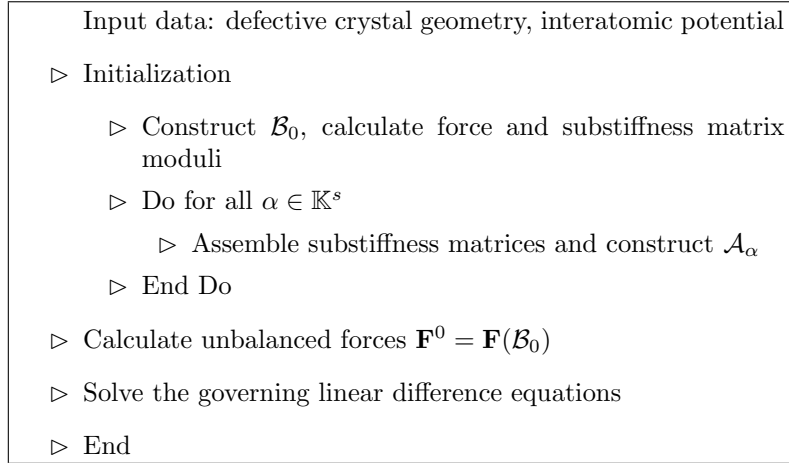 Input data: defective crystal geometry, interatomic potential
▷ Initialization
▷ Construct 𝓑₀, calculate force and substiffness matrix
moduli
▷ Do for all α ∈ 𝕂ˢ
▷ Assemble substiffness matrices and construct 𝓐_α
▷ End Do
▷ Calculate unbalanced forces 𝐅⁰ = 𝐅(𝓑₀)
▷ Solve the governing linear difference equations
▷ End